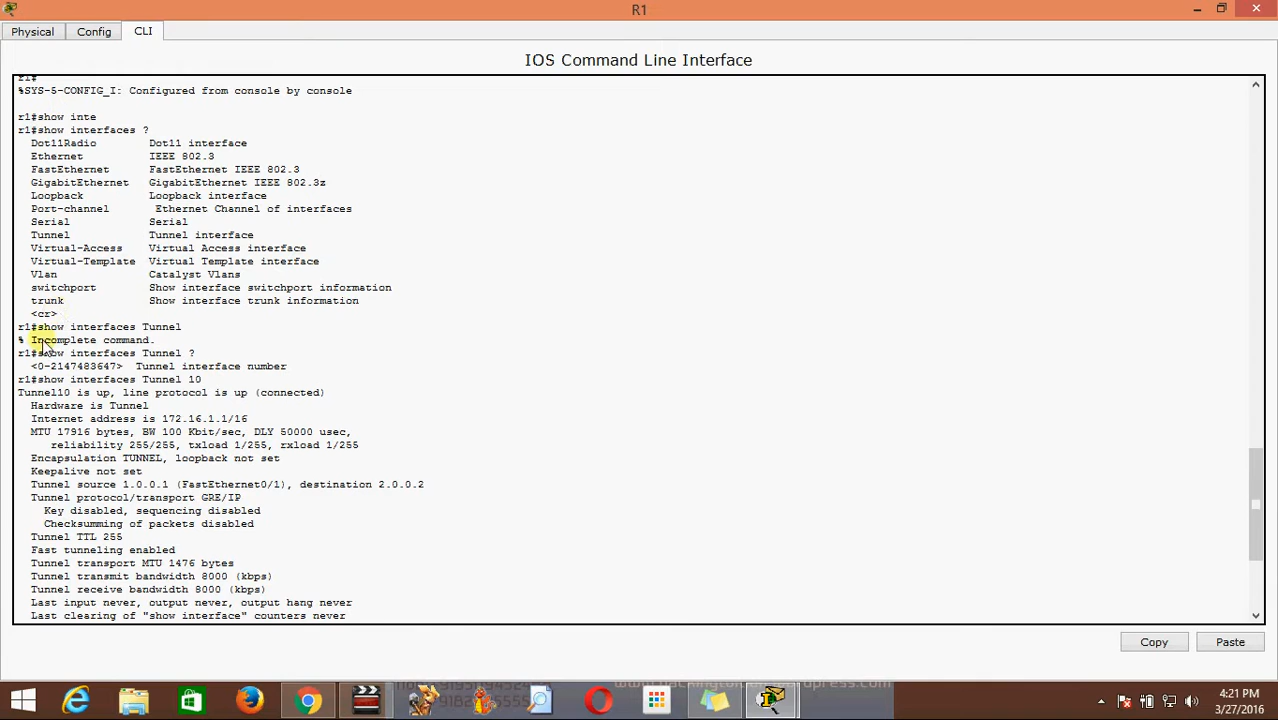 R1
Physical
Config
CLI
IOS Command Line Interface
r1#
%SYS-5-CONFIG_I: Configured from console by console
r1#show inte
r1#show interfaces ?
Dot11Radio Dot11 interface
Ethernet IEEE 802.3
FastEthernet FastEthernet IEEE 802.3
GigabitEthernet GigabitEthernet IEEE 802.3z
Loopback Loopback interface
Port-channel Ethernet Channel of interfaces
Serial Serial
Tunnel Tunnel interface
Virtual-Access Virtual Access interface
Virtual-Template Virtual Template interface
Vlan Catalyst Vlans
switchport Show interface switchport information
trunk Show interface trunk information
<cr>
r1#show interfaces Tunnel
% Incomplete command.
r1#show interfaces Tunnel ?
<0-2147483647> Tunnel interface number
r1#show interfaces Tunnel 10
Tunnel10 is up, line protocol is up (connected)
Hardware is Tunnel
Internet address is 172.16.1.1/16
MTU 17916 bytes, BW 100 Kbit/sec, DLY 50000 usec,
reliability 255/255, txload 1/255, rxload 1/255
Encapsulation TUNNEL, loopback not set
Keepalive not set
Tunnel source 1.0.0.1 (FastEthernet0/1), destination 2.0.0.2
Tunnel protocol/transport GRE/IP
Key disabled, sequencing disabled
Checksumming of packets disabled
Tunnel TTL 255
Fast tunneling enabled
Tunnel transport MTU 1476 bytes
Tunnel transmit bandwidth 8000 (kbps)
Tunnel receive bandwidth 8000 (kbps)
Last input never, output never, output hang never
Last clearing of "show interface" counters never
Copy
Paste
4:21 PM
3/27/2016